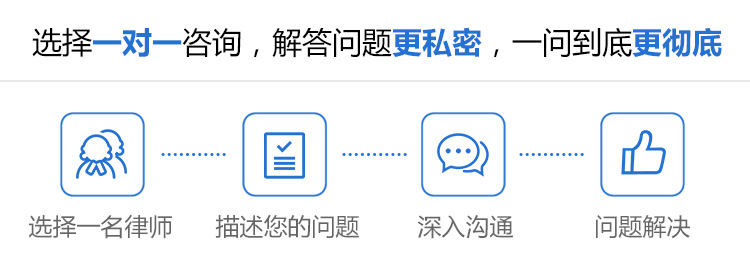 选择一对一咨询，解答问题更私密，一问到底更彻底
选择一名律师
描述您的问题
深入沟通
问题解决